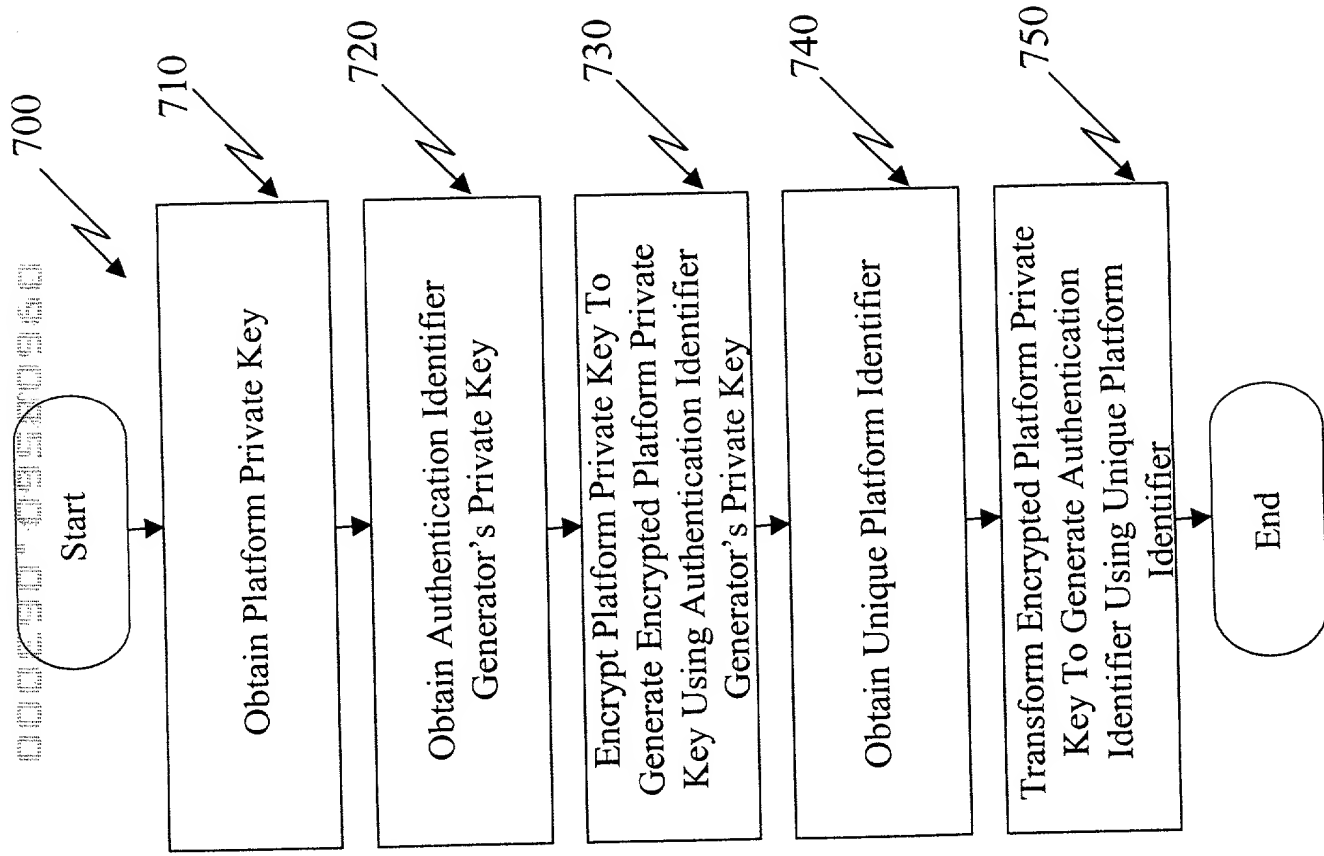 700
Start
710
Obtain Platform Private Key
720
Obtain Authentication Identifier
Generator's Private Key
730
Encrypt Platform Private Key To
Generate Encrypted Platform Private
Key Using Authentication Identifier
Generator's Private Key
740
Obtain Unique Platform Identifier
750
Transform Encrypted Platform Private
Key To Generate Authentication
Identifier Using Unique Platform
Identifier
End